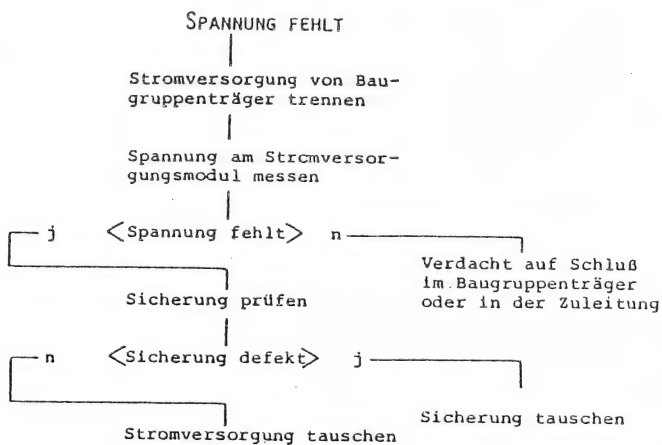 SPANNUNG FEHLT
Stromversorgung von Bau-
gruppenträger trennen
Spannung am Strcmversor-
gungsmodul messen
j <Spannung fehlt> n
Verdacht auf Schluß
im Baugruppenträger
oder in der Zuleitung
Sicherung prüfen
n <Sicherung defekt> j
Sicherung tauschen
Stromversorgung tauschen